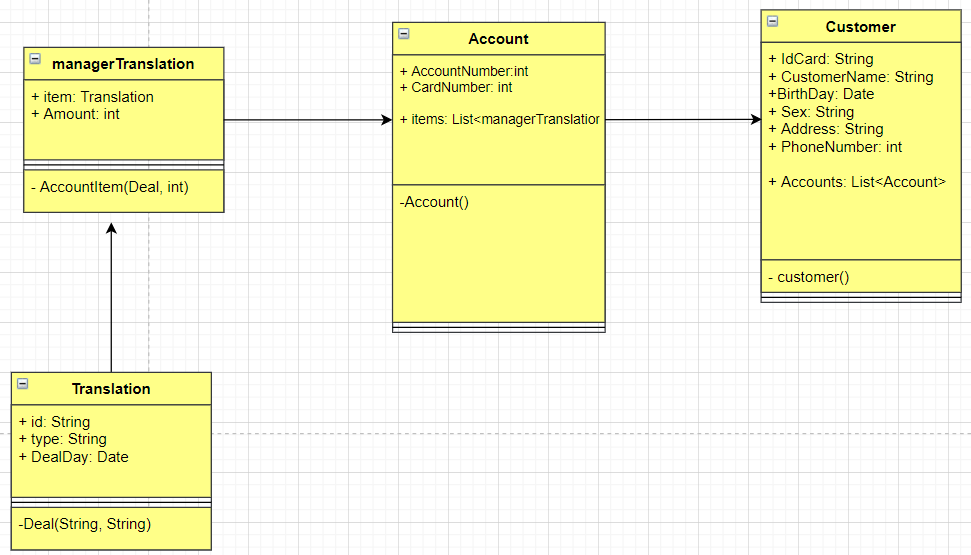 managerTranslation
+ item: Translation
+ Amount: int
- AccountItem(Deal, int)
Account
+ AccountNumber:int
+ CardNumber: int
+ items: List<managerTranslation
-Account()
Customer
+ IdCard: String
+ CustomerName: String
+BirthDay: Date
+ Sex: String
+ Address: String
+ PhoneNumber: int
+ Accounts: List<Account>
- customer()
Translation
+ id: String
+ type: String
+ DealDay: Date
-Deal(String, String)